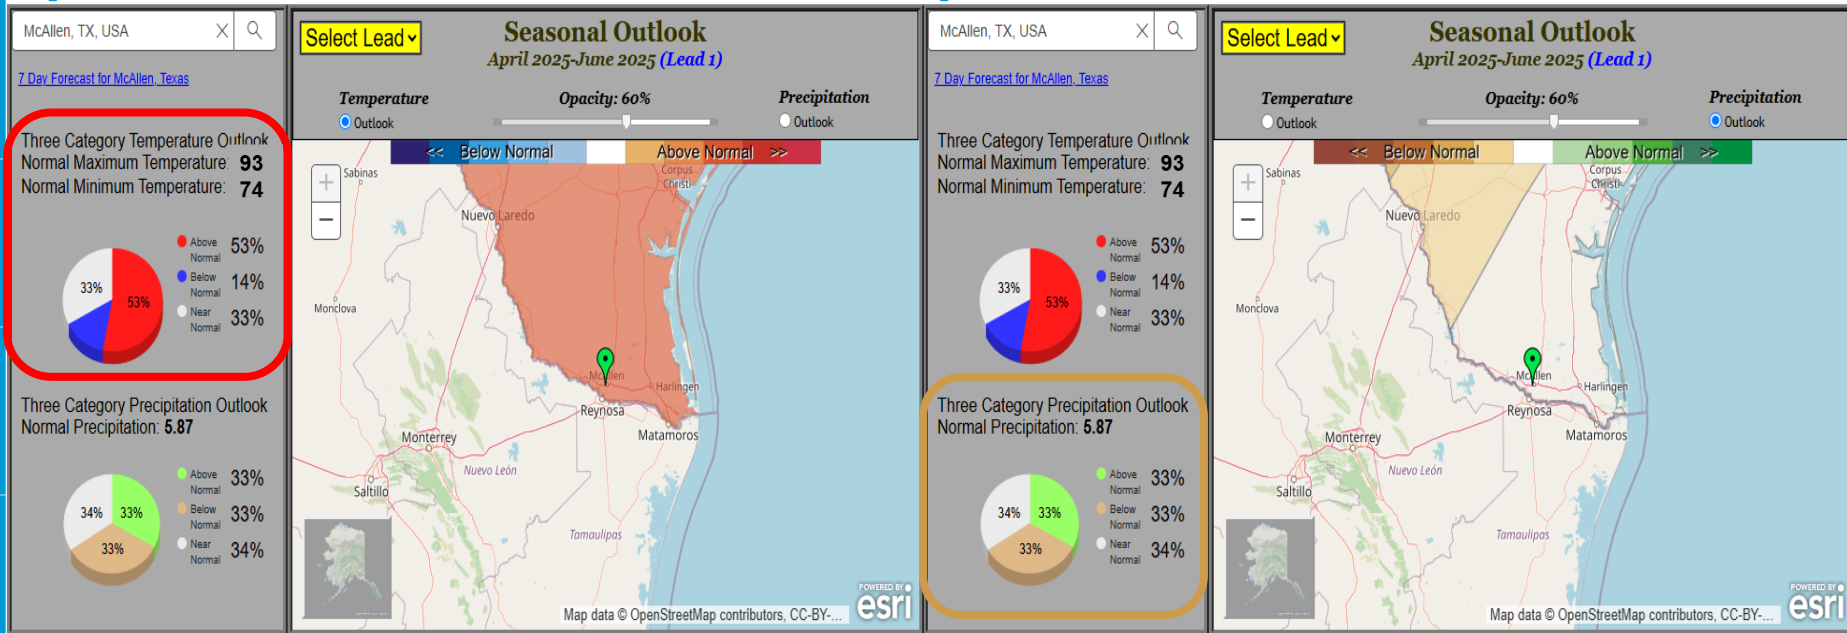 McAllen, TX, USA
7 Day Forecast for McAllen, Texas
Three Category Temperature Outlook
Normal Maximum Temperature: 93
Normal Minimum Temperature: 74
33%
53%
Above Normal 53%
Below Normal 14%
Near Normal 33%
Three Category Precipitation Outlook
Normal Precipitation: 5.87
34%
33%
33%
Above Normal 33%
Below Normal 33%
Near Normal 34%
Select Lead
Seasonal Outlook
April 2025-June 2025 (Lead 1)
Temperature
Opacity: 60%
Precipitation
Outlook
Outlook
<< Below Normal
Above Normal >>
+
−
Sabinas
Corpus
Christi
Nuevo Laredo
Monclova
McAllen
Harlingen
Reynosa
Matamoros
Monterrey
Nuevo León
Saltillo
Tamaulipas
POWERED BY
esri
Map data © OpenStreetMap contributors, CC-BY-...
McAllen, TX, USA
7 Day Forecast for McAllen, Texas
Three Category Temperature Outlook
Normal Maximum Temperature: 93
Normal Minimum Temperature: 74
33%
53%
Above Normal 53%
Below Normal 14%
Near Normal 33%
Three Category Precipitation Outlook
Normal Precipitation: 5.87
34%
33%
33%
Above Normal 33%
Below Normal 33%
Near Normal 34%
Select Lead
Seasonal Outlook
April 2025-June 2025 (Lead 1)
Temperature
Opacity: 60%
Precipitation
Outlook
Outlook
<< Below Normal
Above Normal >>
+
−
Sabinas
Corpus
Christi
Nuevo Laredo
Monclova
McAllen
Harlingen
Reynosa
Matamoros
Monterrey
Nuevo León
Saltillo
Tamaulipas
POWERED BY
esri
Map data © OpenStreetMap contributors, CC-BY-...